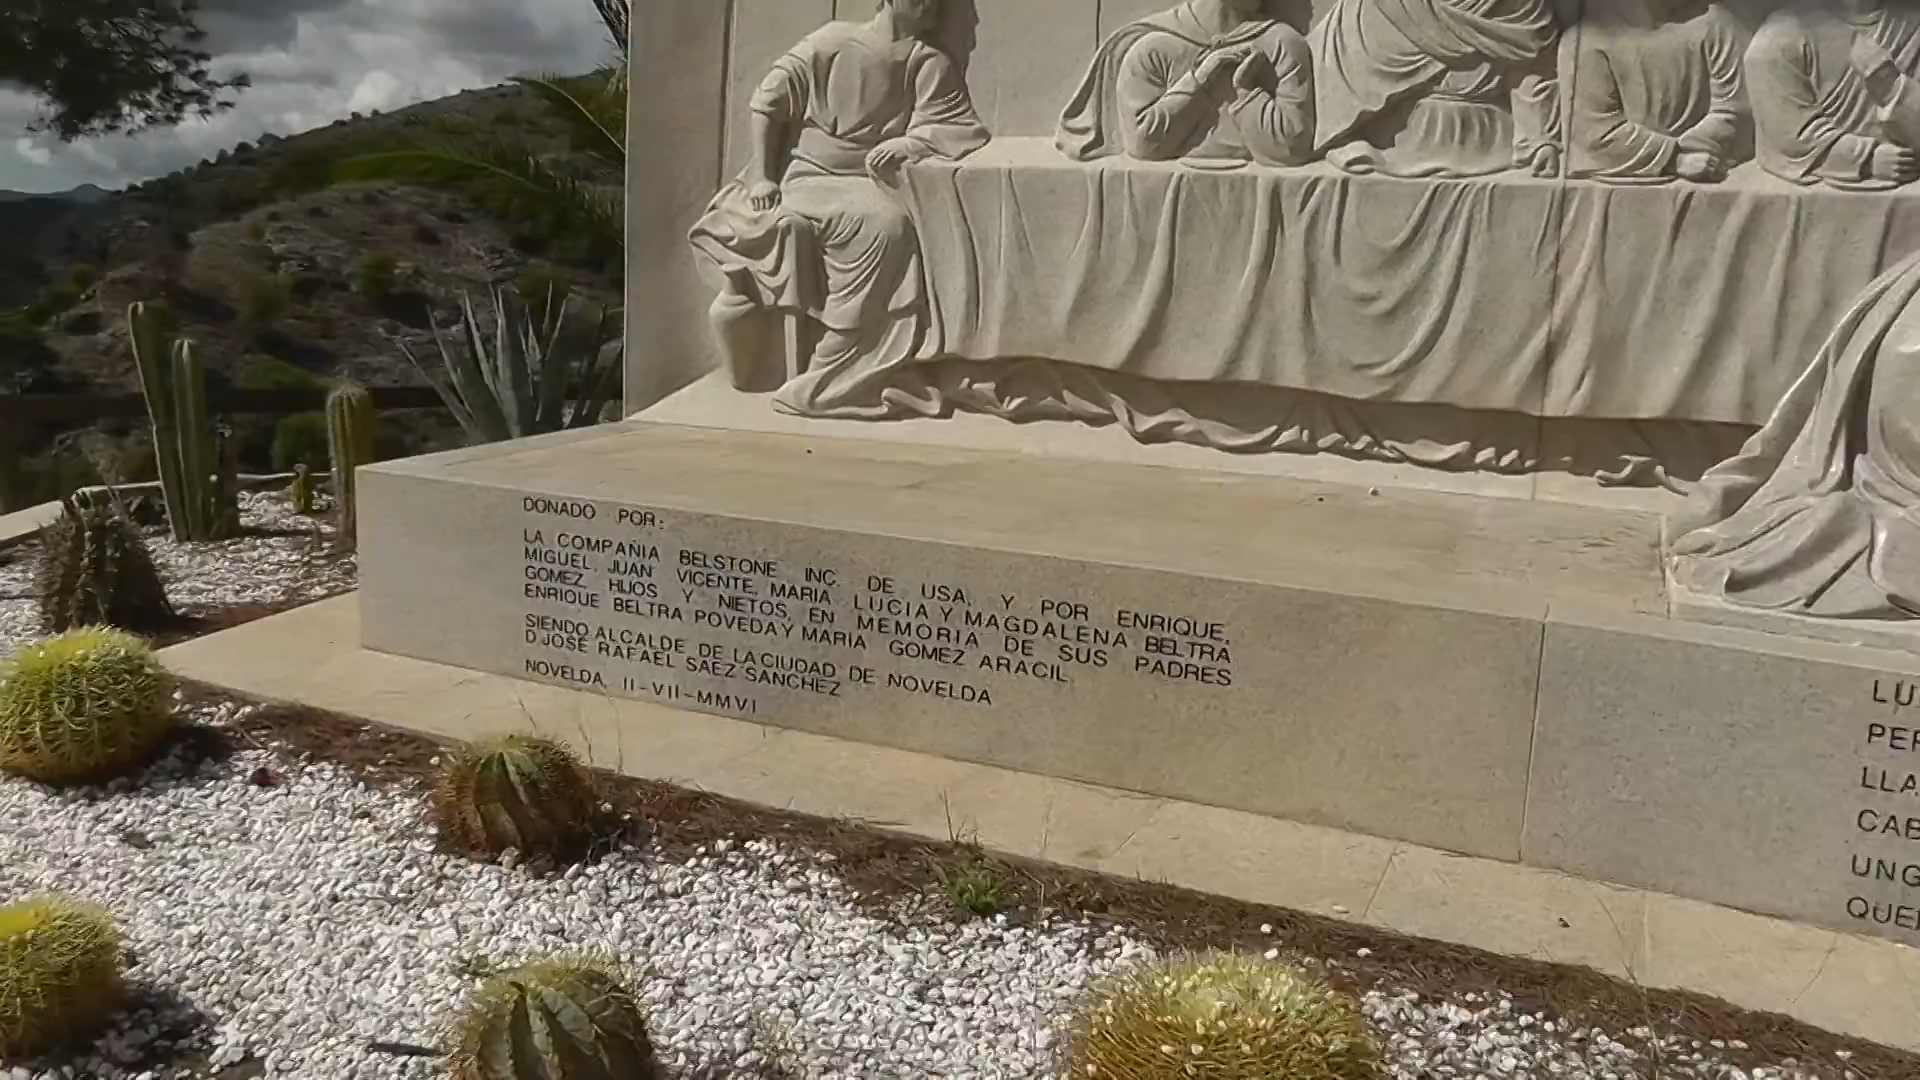 DONADO POR:
LA COMPAÑIA BELSTONE INC. DE USA, Y POR ENRIQUE,
MIGUEL, JUAN VICENTE, MARIA LUCIA Y MAGDALENA BELTRA
GOMEZ, HIJOS Y NIETOS, EN MEMORIA DE SUS PADRES
ENRIQUE BELTRA POVEDA Y MARIA GOMEZ ARACIL
SIENDO ALCALDE DE LA CIUDAD DE NOVELDA
D JOSE RAFAEL SAEZ SANCHEZ
NOVELDA, II-VII-MMVI
LU
PER
LLA
CAB
UNG
QUE